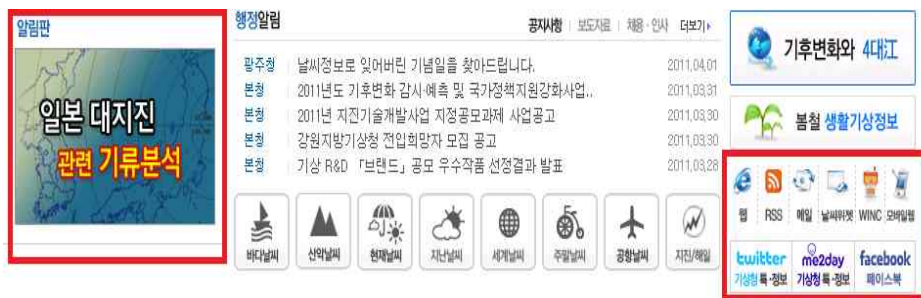 알림판
일본 대지진
관련 기류분석
행정알림
공지사항 | 보도자료 | 채용·인사 더보기
광주청 날씨정보로 잊어버린 기념일을 찾아드립니다. 2011.04.01
본청 2011년도 기후변화 감시·예측 및 국가정책지원강화사업.. 2011.03.31
본청 2011년 지진기술개발사업 지정공모과제 사업공고 2011.03.30
본청 강원지방기상청 전입희망자 모집 공고 2011.03.30
본청 기상 R&D 「브랜드」공모 우수작품 선정결과 발표 2011.03.28
바다날씨 산악날씨 현재날씨 지난날씨 세계날씨 주말날씨 공항날씨 지진/해일
기후변화와 4대江
봄철 생활기상정보
웹 RSS 메일 날씨위젯 WINC 모바일웹
twitter me2day facebook
기상청 특·정보 기상청 특·정보 페이스북